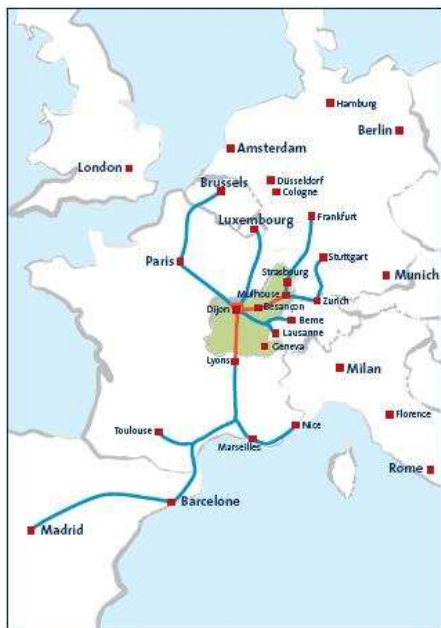 Hamburg
Berlin
Amsterdam
London
Düsseldorf
Cologne
Brussels
Luxembourg
Frankfurt
Stuttgart
Paris
Strasbourg
Munich
Mulhouse
Zurich
Dijon
Besançon
Berne
Lausanne
Geneva
Lyons
Milan
Florence
Toulouse
Nice
Marseilles
Rome
Barcelone
Madrid